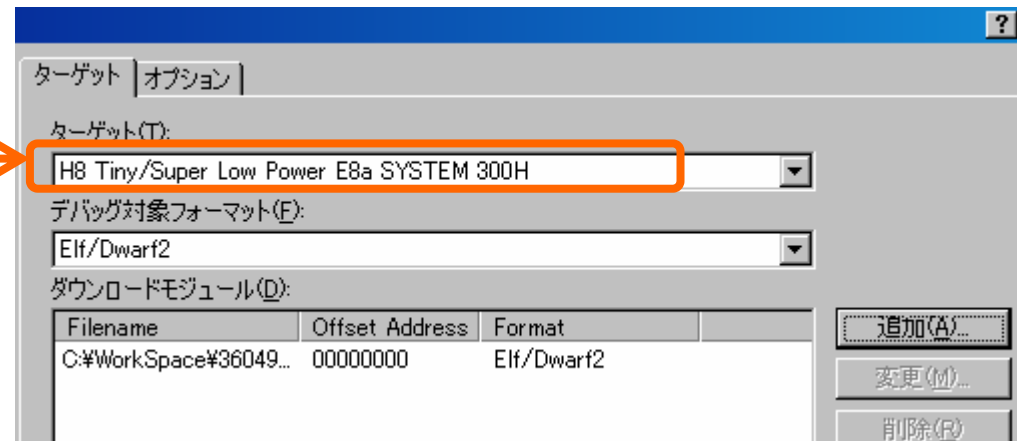 ?
ターゲット オプション
ターゲット(T):
H8 Tiny/Super Low Power E8a SYSTEM 300H
デバッグ対象フォーマット(F):
Elf/Dwarf2
ダウンロードモジュール(D):
Filename Offset Address Format
C:¥WorkSpace¥36049... 00000000 Elf/Dwarf2
追加(A)...
変更(M)...
削除(R)